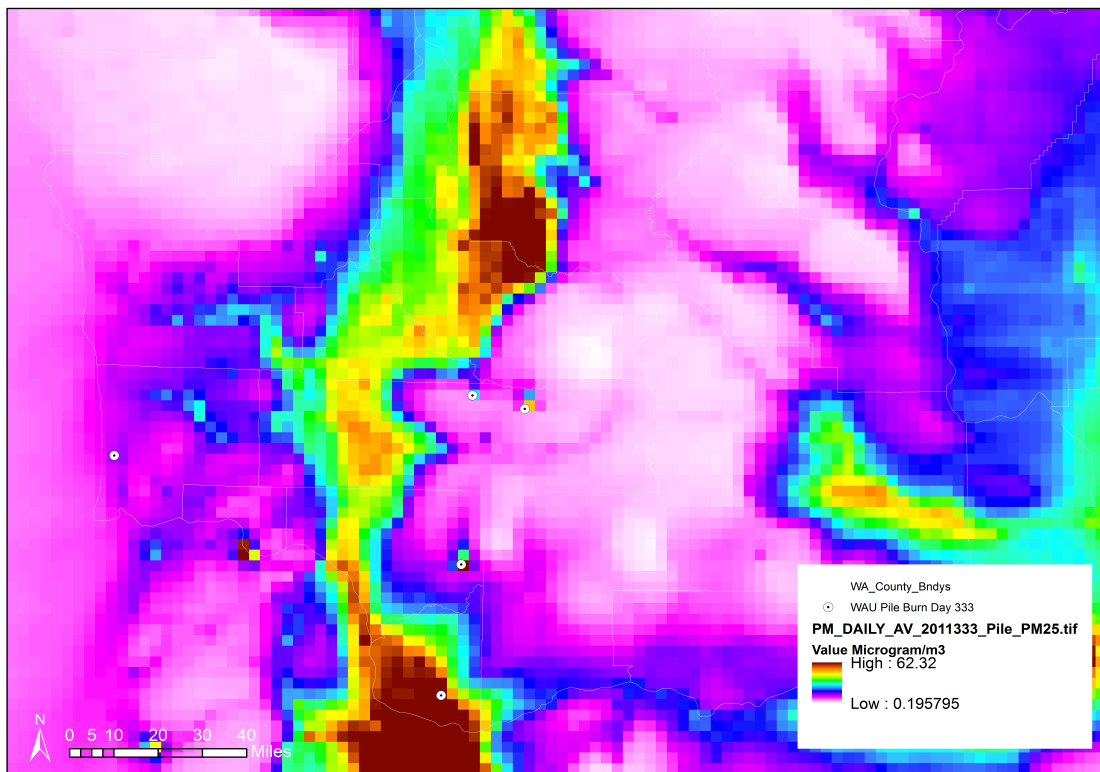 WA_County_Bndys
WAU Pile Burn Day 333
PM_DAILY_AV_2011333_Pile_PM25.tif
Value Microgram/m3
High : 62.32
Low : 0.195795
N
0 5 10 20 30 40
Miles